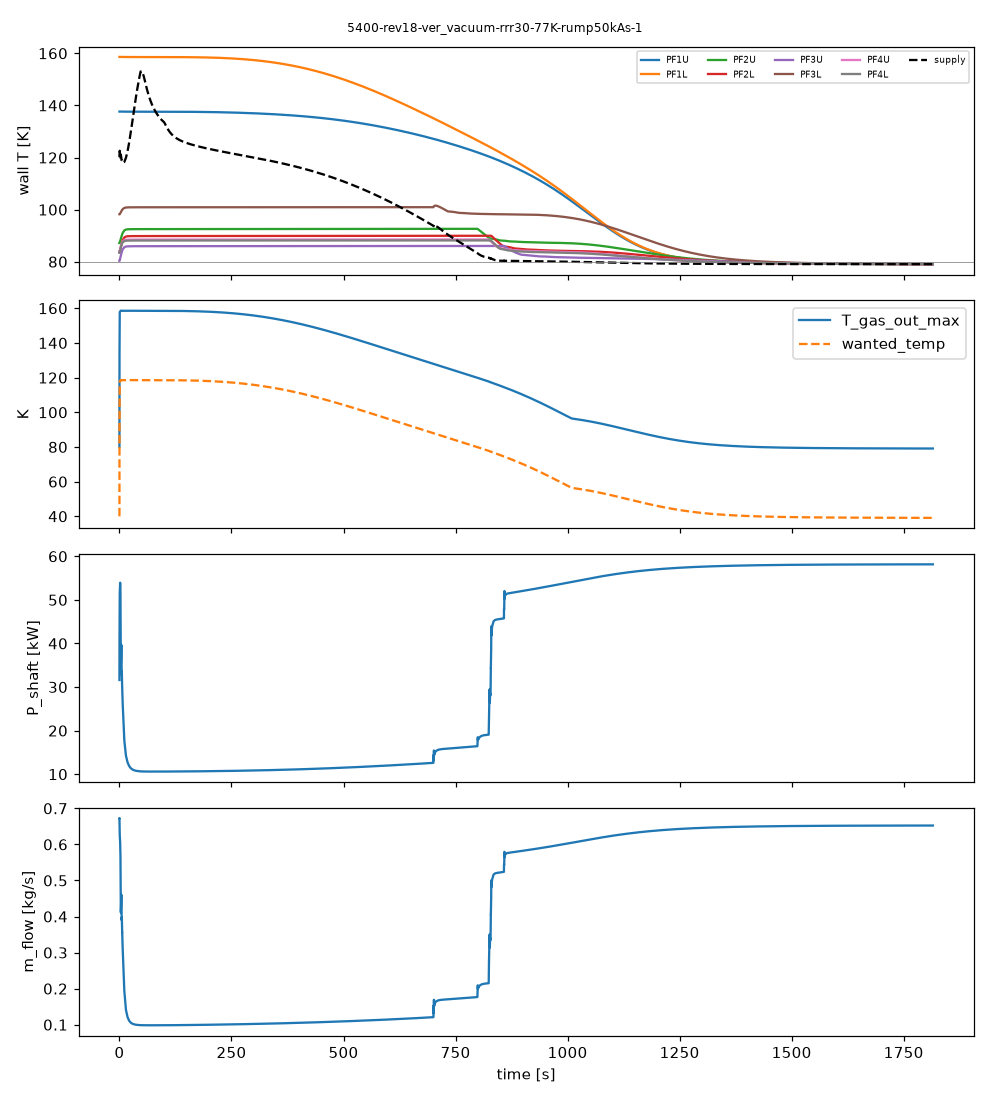 5400-rev18-ver_vacuum-rrr30-77K-rump50kAs-1
160
140
120
100
80
wall T [K]
PF1U PF2U PF3U PF4U supply
PF1L PF2L PF3L PF4L
160
140
120
100
80
60
40
K
T_gas_out_max
wanted_temp
60
50
40
30
20
10
P_shaft [kW]
0.7
0.6
0.5
0.4
0.3
0.2
0.1
m_flow [kg/s]
0 250 500 750 1000 1250 1500 1750
time [s]